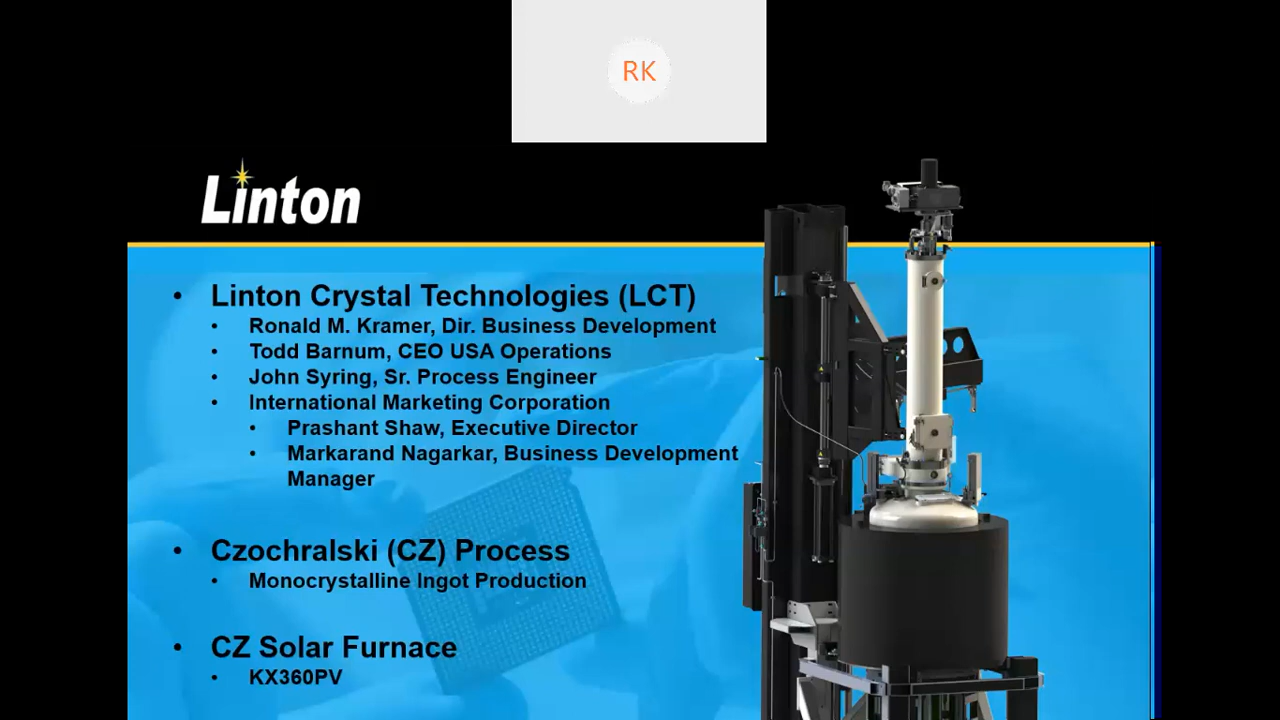 RK
Linton
• Linton Crystal Technologies (LCT)
• Ronald M. Kramer, Dir. Business Development
• Todd Barnum, CEO USA Operations
• John Syring, Sr. Process Engineer
• International Marketing Corporation
• Prashant Shaw, Executive Director
• Markarand Nagarkar, Business Development
Manager
• Czochralski (CZ) Process
• Monocrystalline Ingot Production
• CZ Solar Furnace
• KX360PV